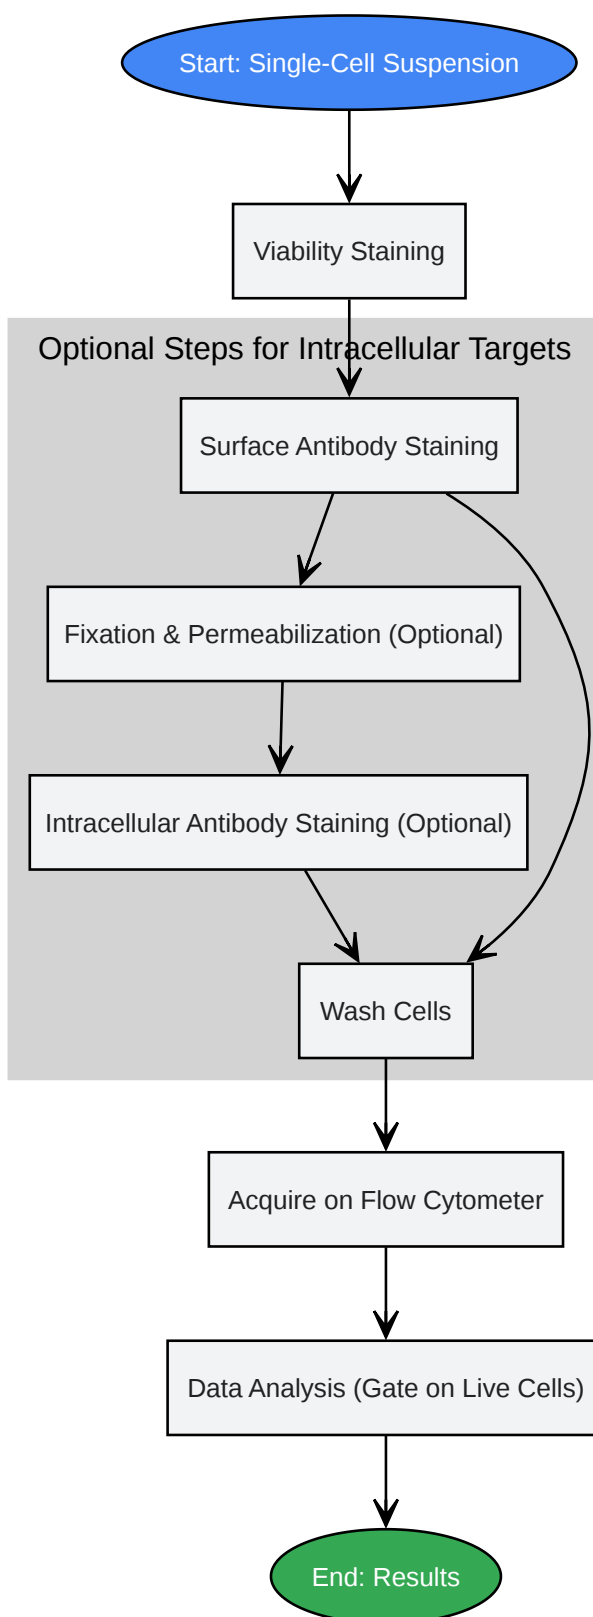 Start: Single-Cell Suspension
Viability Staining
Optional Steps for Intracellular Targets
Surface Antibody Staining
Fixation & Permeabilization (Optional)
Intracellular Antibody Staining (Optional)
Wash Cells
Acquire on Flow Cytometer
Data Analysis (Gate on Live Cells)
End: Results